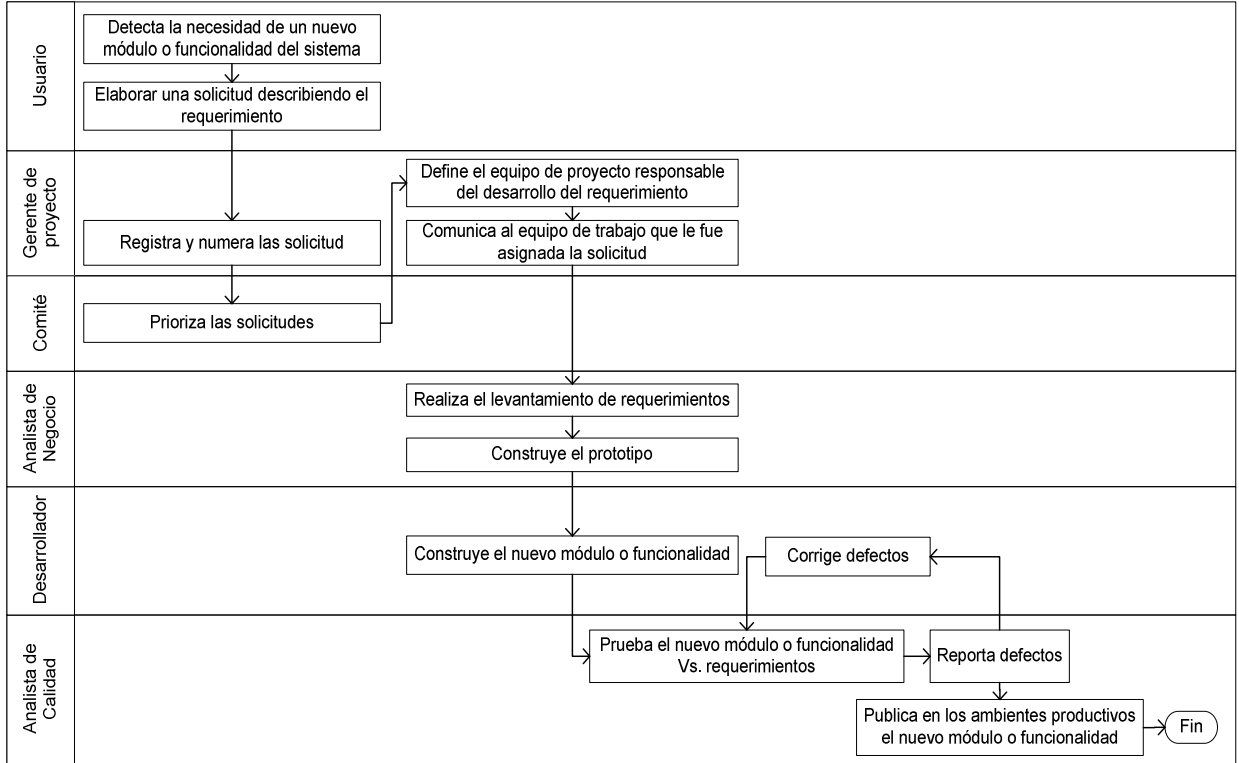 Usuario
Detecta la necesidad de un nuevo
módulo o funcionalidad del sistema
Elaborar una solicitud describiendo el
requerimiento
Gerente de
proyecto
Registra y numera las solicitud
Define el equipo de proyecto responsable
del desarrollo del requerimiento
Comunica al equipo de trabajo que le fue
asignada la solicitud
Comité
Prioriza las solicitudes
Analista de
Negocio
Realiza el levantamiento de requerimientos
Construye el prototipo
Desarrollador
Construye el nuevo módulo o funcionalidad
Corrige defectos
Analista de
Calidad
Prueba el nuevo módulo o funcionalidad
Vs. requerimientos
Reporta defectos
Publica en los ambientes productivos
el nuevo módulo o funcionalidad
Fin